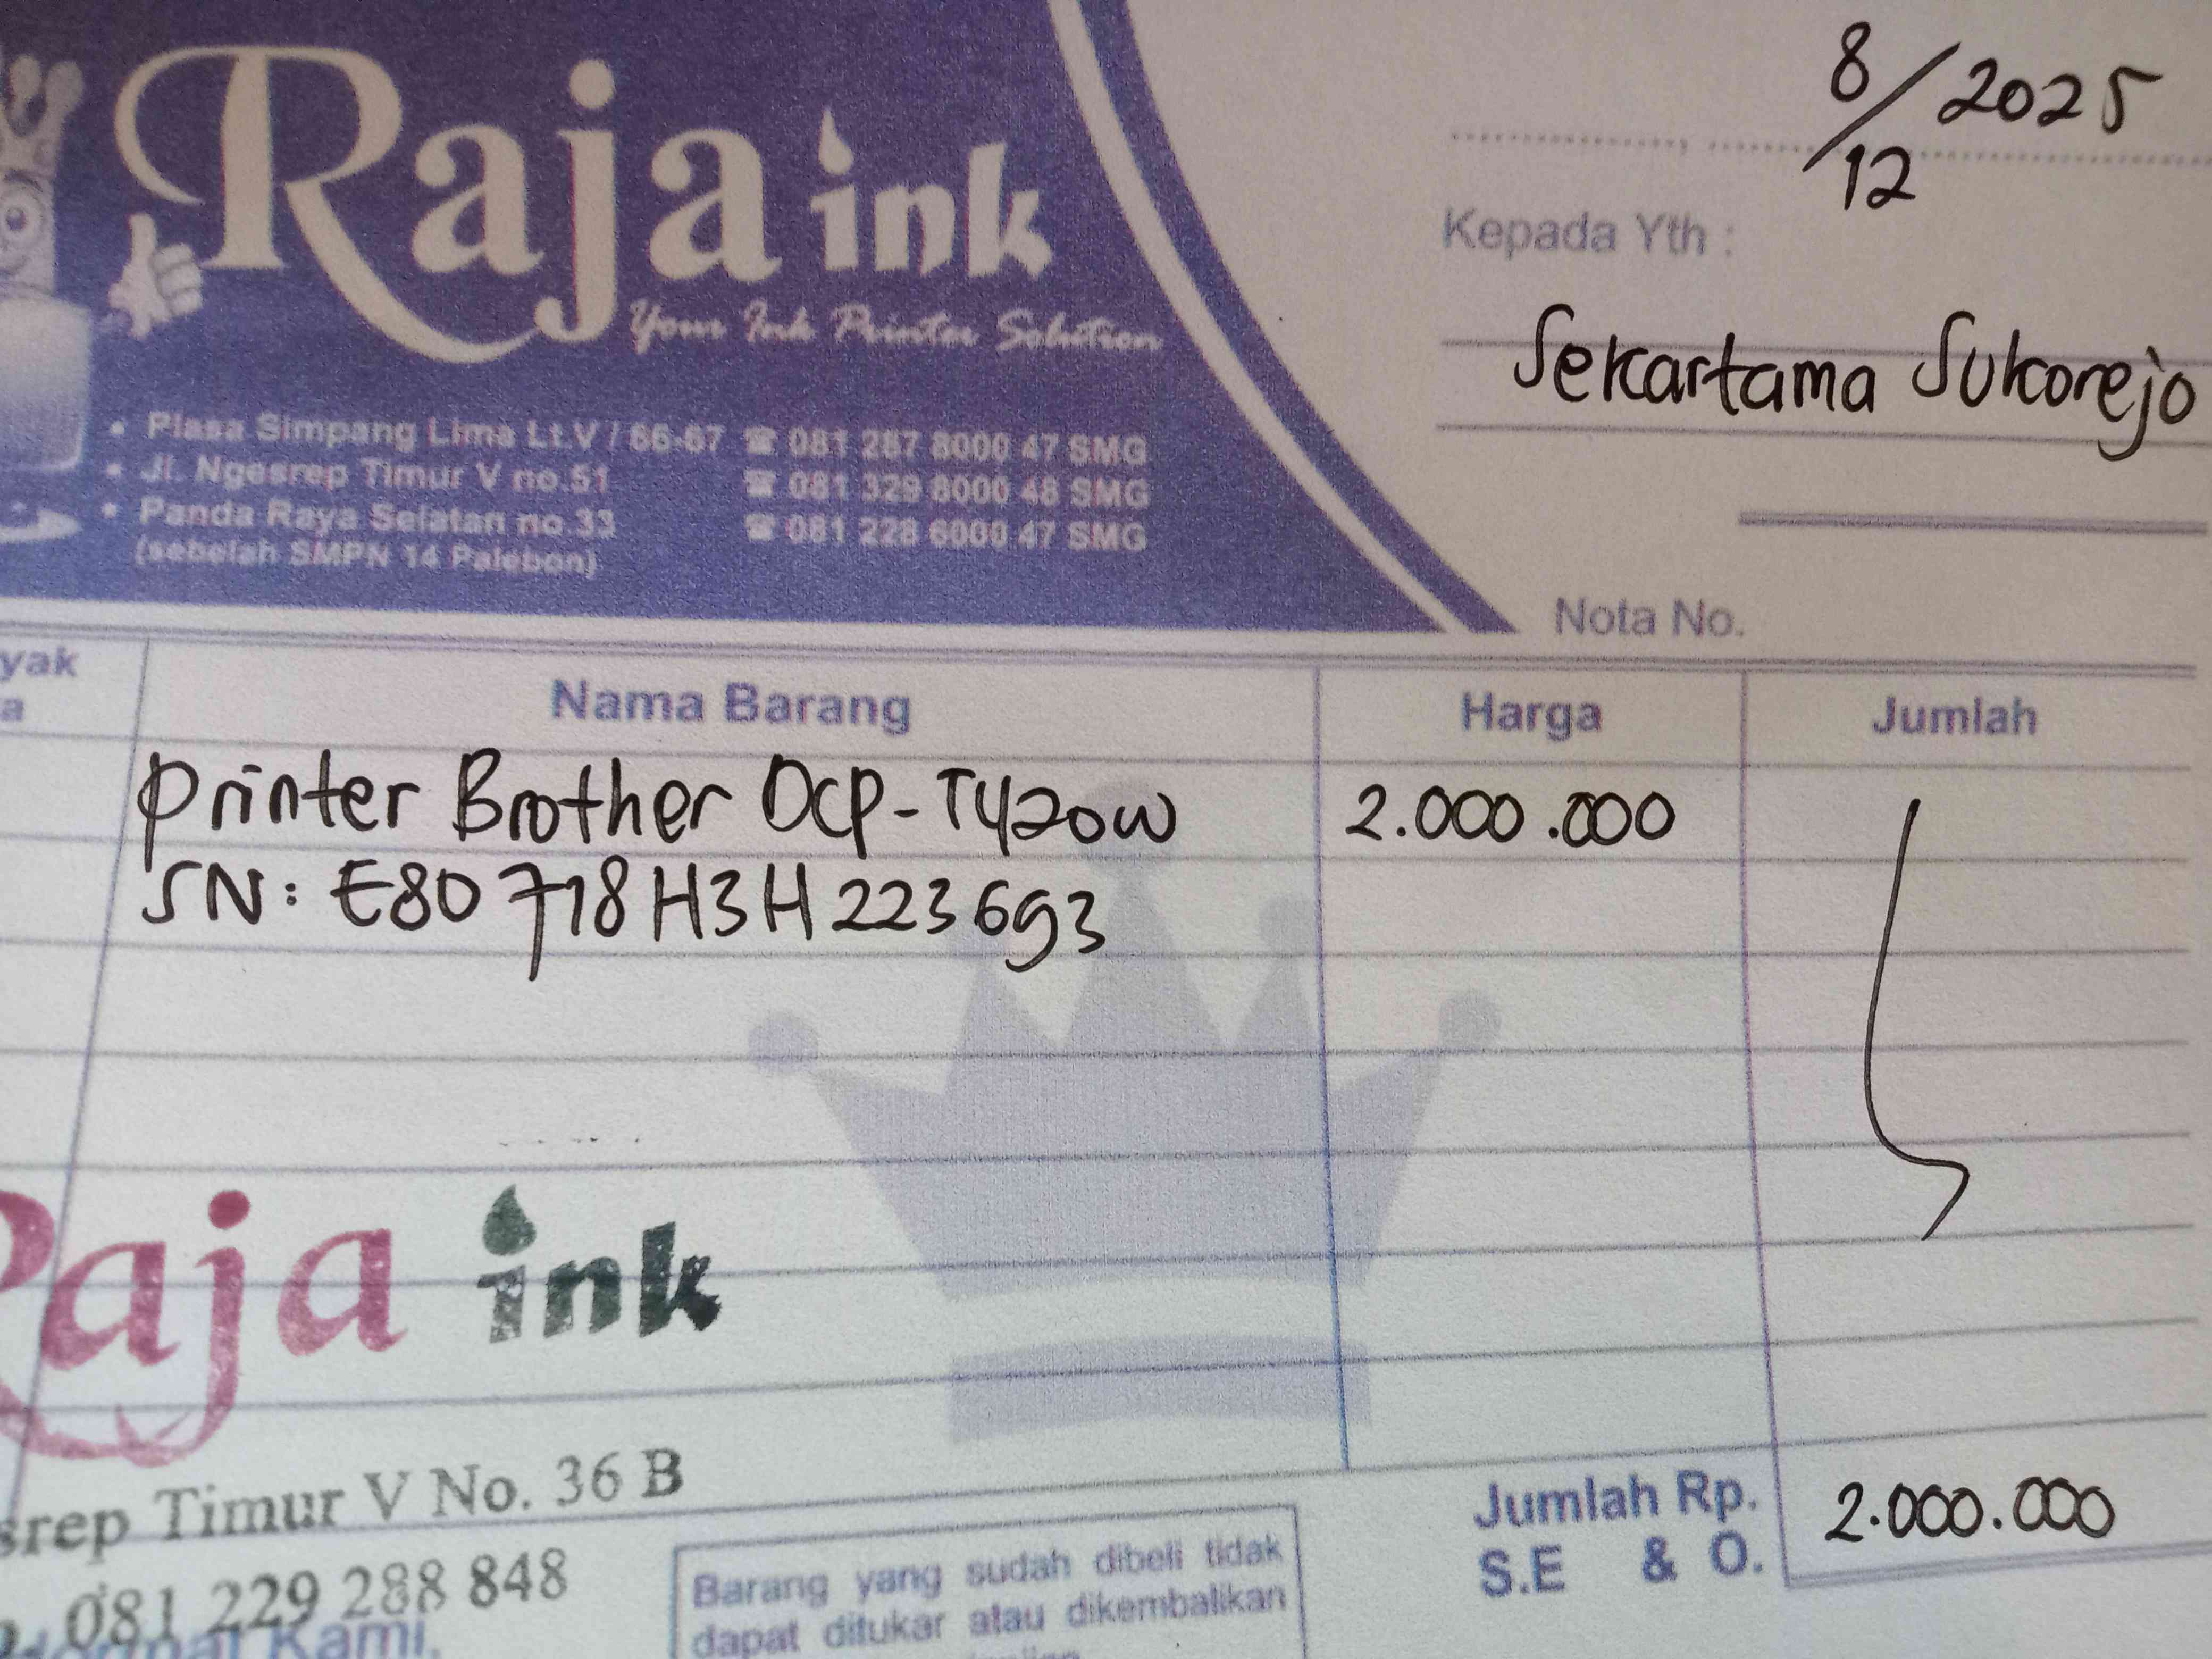 Raja ink
Your Ink Printer Solution
• Plasa Simpang Lima Lt.V / 66-67 ☎ 081 287 8000 47 SMG
• Jl. Ngesrep Timur V no.51 ☎ 081 329 8000 48 SMG
• Panda Raya Selatan no.33 ☎ 081 228 6000 47 SMG
(sebelah SMPN 14 Palebon)
8/12 2025
Kepada Yth :
Sekartama Sukorejo
Nota No.
yak
a
Nama Barang Harga Jumlah
Printer Brother DCP-T420W 2.000.000
SN: E80718H3H223693
Raja ink
srep Timur V No. 36 B
081 229 288 848
Kami.
Jumlah Rp. 2.000.000
S.E & O.
Barang yang sudah dibeli tidak
dapat ditukar atau dikembalikan